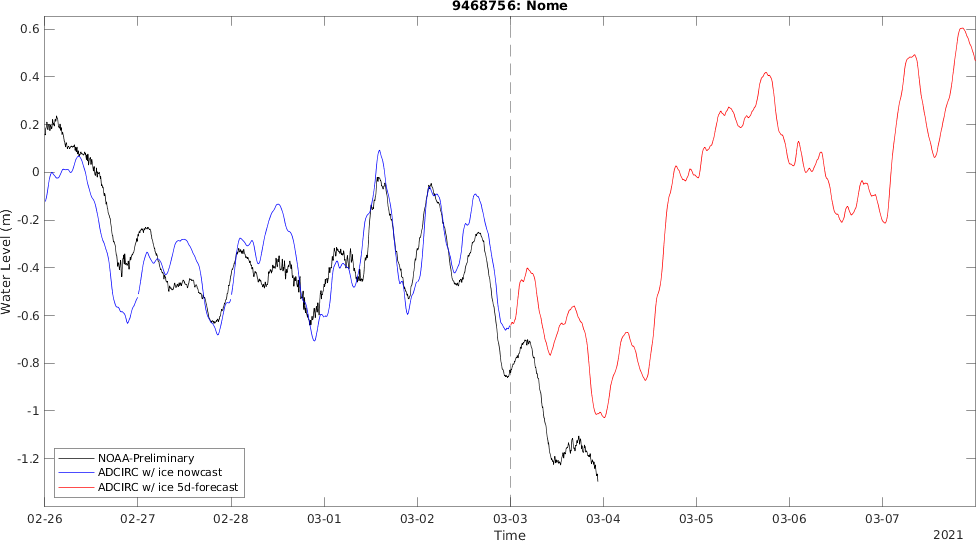 9468756: Nome
Water Level (m)
0.6
0.4
0.2
0
-0.2
-0.4
-0.6
-0.8
-1
-1.2
NOAA-Preliminary
ADCIRC w/ ice nowcast
ADCIRC w/ ice 5d-forecast
02-26 02-27 02-28 03-01 03-02 03-03 03-04 03-05 03-06 03-07
Time
2021